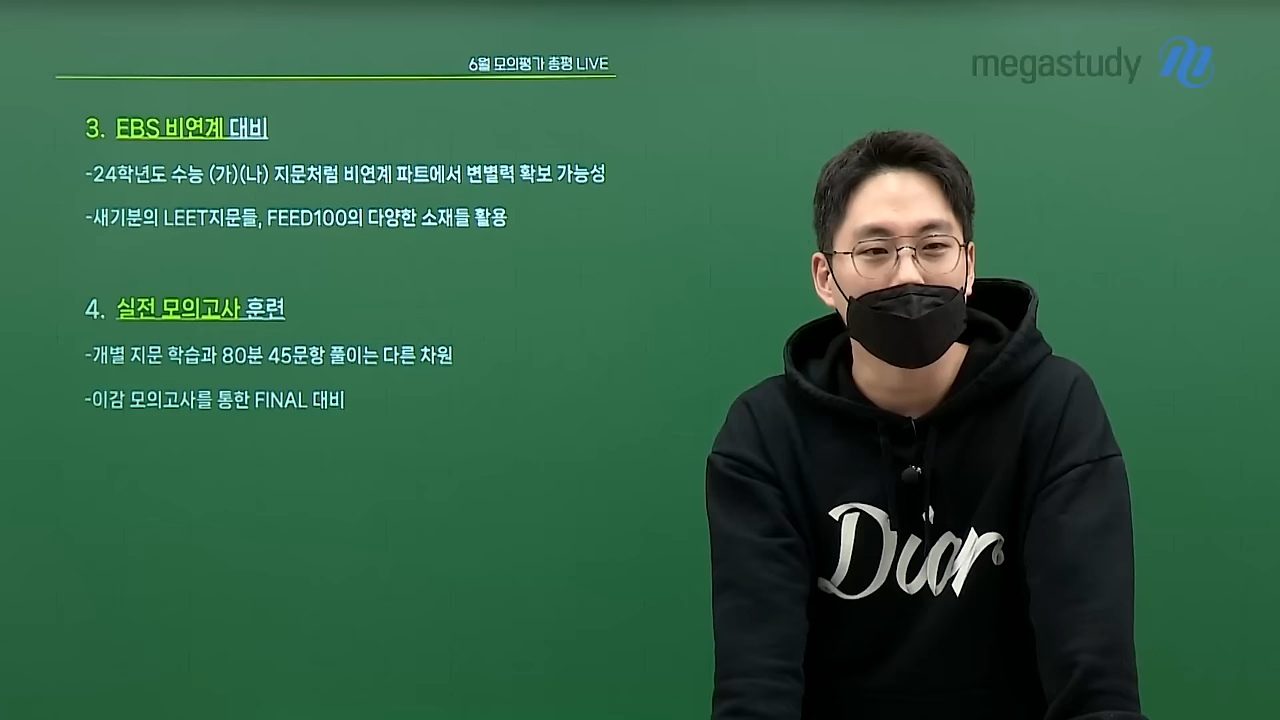 6월 모의평가 총평 LIVE
megastudy
3. EBS 비연계 대비
-24학년도 수능 (가)(나) 지문처럼 비연계 파트에서 변별력 확보 가능성
-새기분의 LEET지문들, FEED100의 다양한 소재들 활용
4. 실전 모의고사 훈련
-개별 지문 학습과 80분 45문항 풀이는 다른 차원
-이감 모의고사를 통한 FINAL 대비
Dior